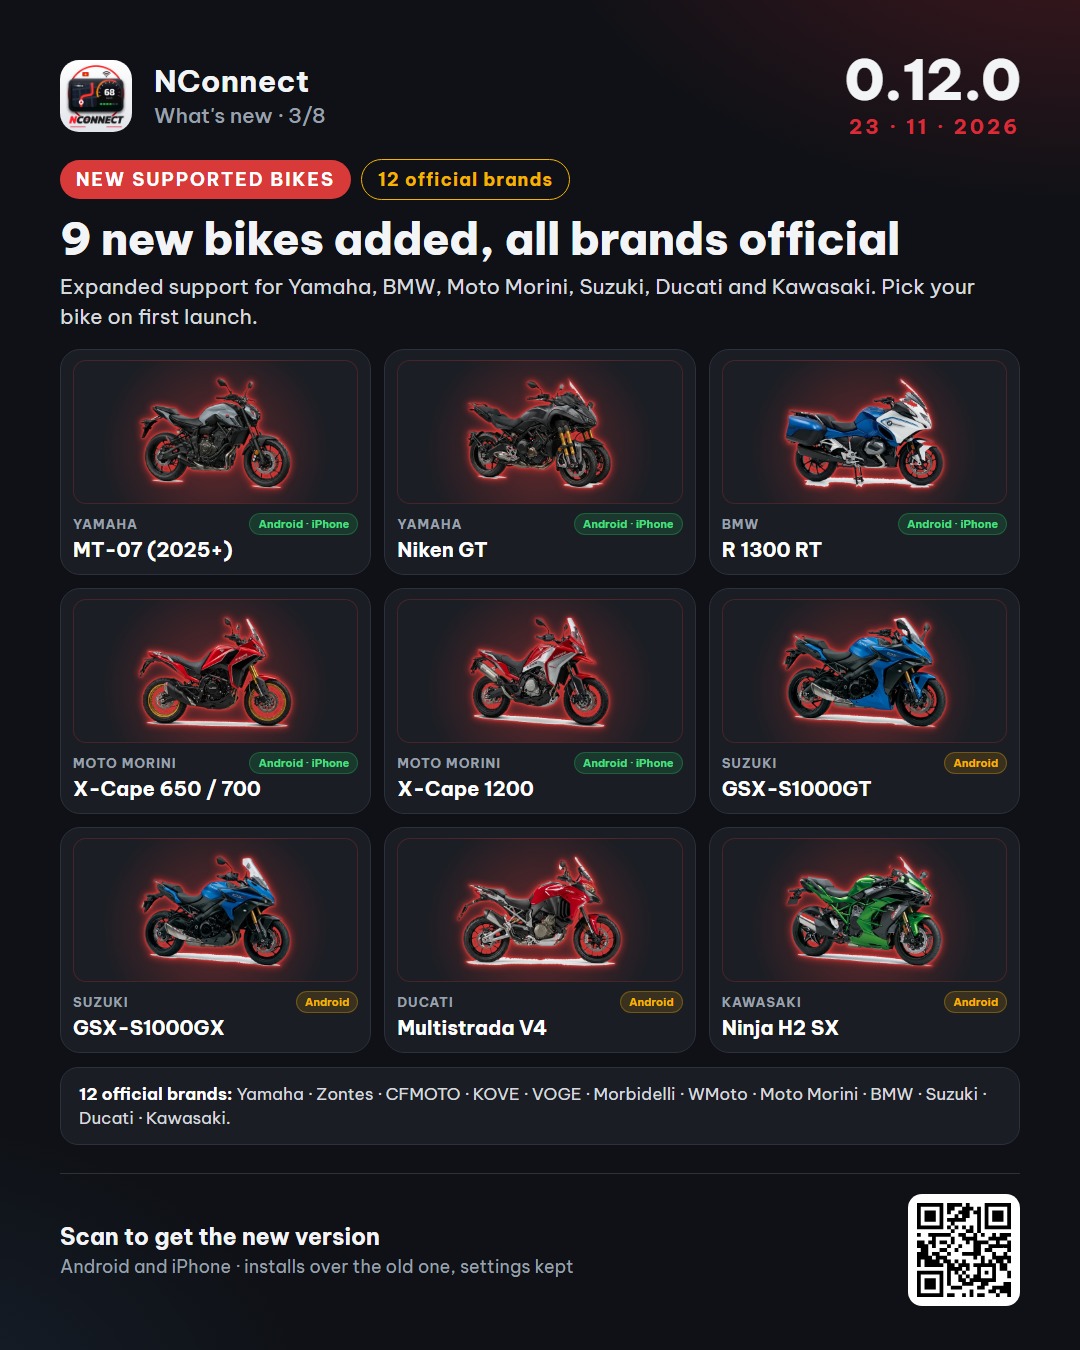 NConnect
What's new · 3/8
0.12.0
23 · 11 · 2026
68
NCONNECT
NEW SUPPORTED BIKES
12 official brands
9 new bikes added, all brands official
Expanded support for Yamaha, BMW, Moto Morini, Suzuki, Ducati and Kawasaki. Pick your
bike on first launch.
YAMAHA
Android · iPhone
MT-07 (2025+)
YAMAHA
Android · iPhone
Niken GT
BMW
Android · iPhone
R 1300 RT
MOTO MORINI
Android · iPhone
X-Cape 650 / 700
MOTO MORINI
Android · iPhone
X-Cape 1200
SUZUKI
Android
GSX-S1000GT
SUZUKI
Android
GSX-S1000GX
DUCATI
Android
Multistrada V4
KAWASAKI
Android
Ninja H2 SX
12 official brands: Yamaha · Zontes · CFMOTO · KOVE · VOGE · Morbidelli · WMoto · Moto Morini · BMW · Suzuki ·
Ducati · Kawasaki.
Scan to get the new version
Android and iPhone · installs over the old one, settings kept